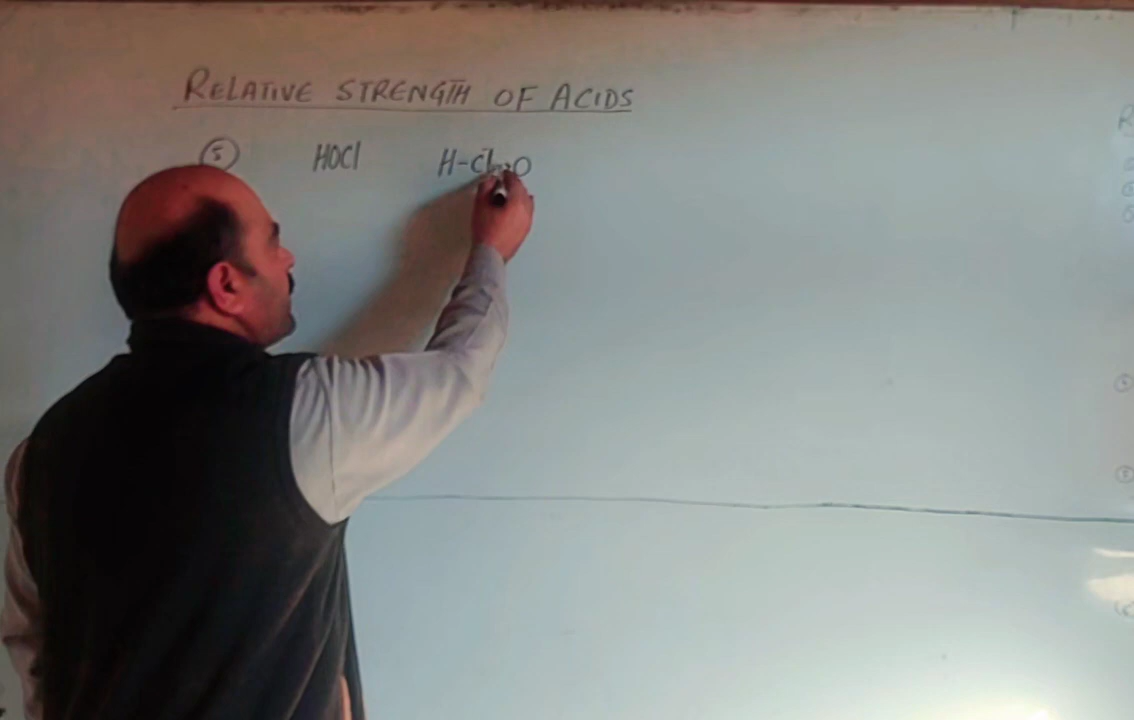 RELATIVE STRENGTH OF ACIDS
5 HOCl H-Cl=O